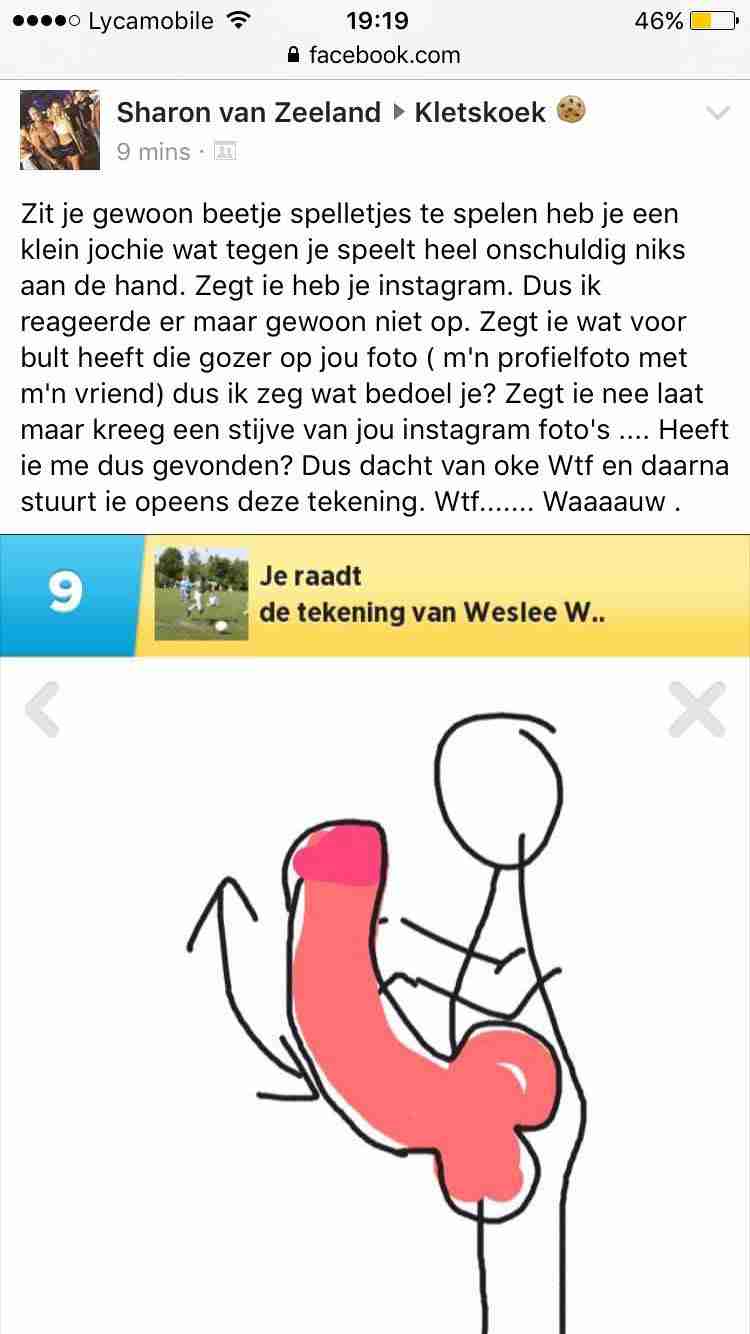 Lycamobile 19:19 46%
facebook.com
Sharon van Zeeland ▸ Kletskoek 🍪
9 mins ·
Zit je gewoon beetje spelletjes te spelen heb je een
klein jochie wat tegen je speelt heel onschuldig niks
aan de hand. Zegt ie heb je instagram. Dus ik
reageerde er maar gewoon niet op. Zegt ie wat voor
bult heeft die gozer op jou foto ( m'n profielfoto met
m'n vriend) dus ik zeg wat bedoel je? Zegt ie nee laat
maar kreeg een stijve van jou instagram foto's .... Heeft
ie me dus gevonden? Dus dacht van oke Wtf en daarna
stuurt ie opeens deze tekening. Wtf....... Waaaauw .
9
Je raadt
de tekening van Weslee W..